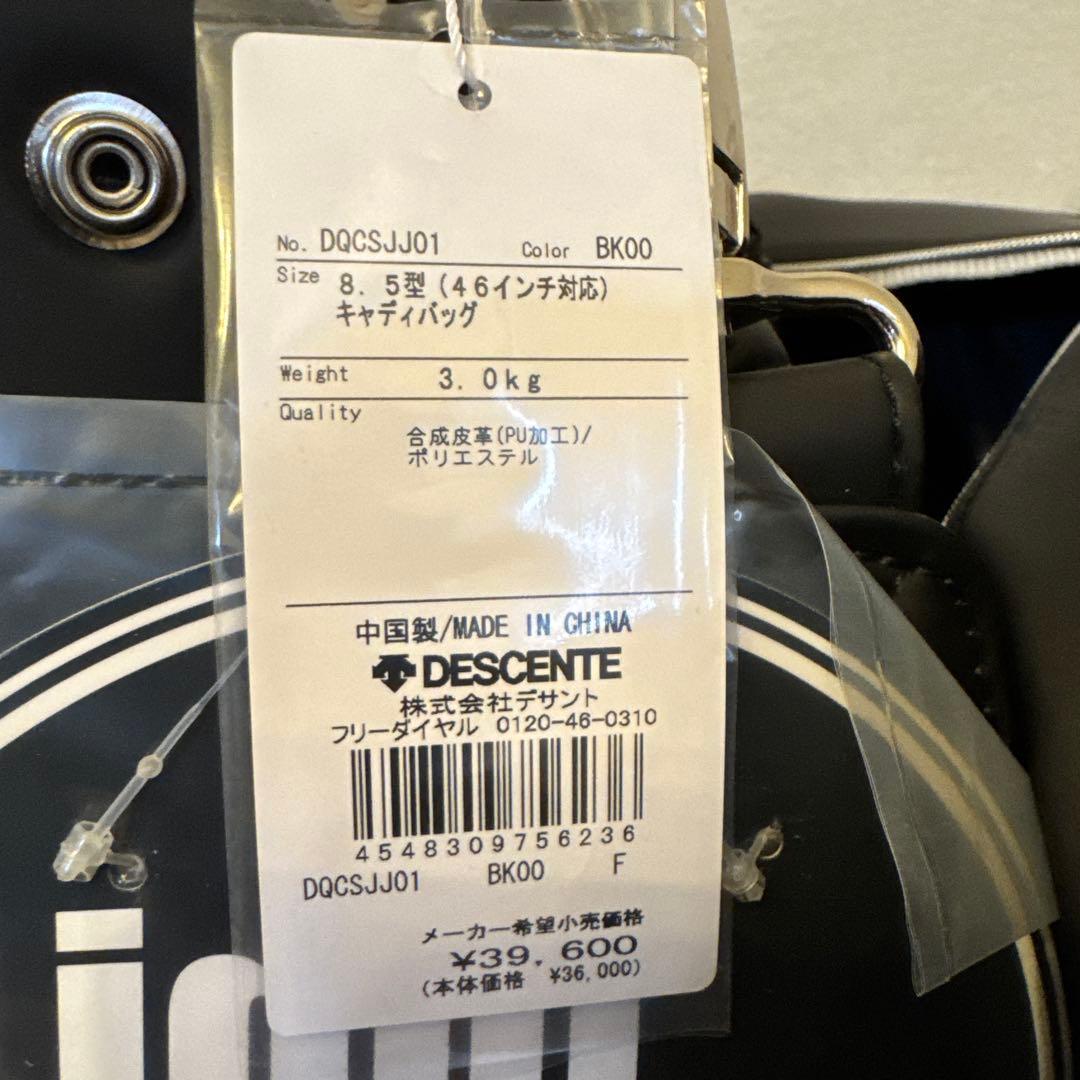 No. DQCSJJ01 Color BK00
Size 8.5型(46インチ対応)
キャディバッグ
Weight 3.0kg
Quality
合成皮革(PU加工)/
ポリエステル
中国製/MADE IN CHINA
DESCENTE
株式会社デサント
フリーダイヤル 0120-46-0310
4548309756236
DQCSJJ01 BK00 F
メーカー希望小売価格
¥39,600
(本体価格 ¥36,000)